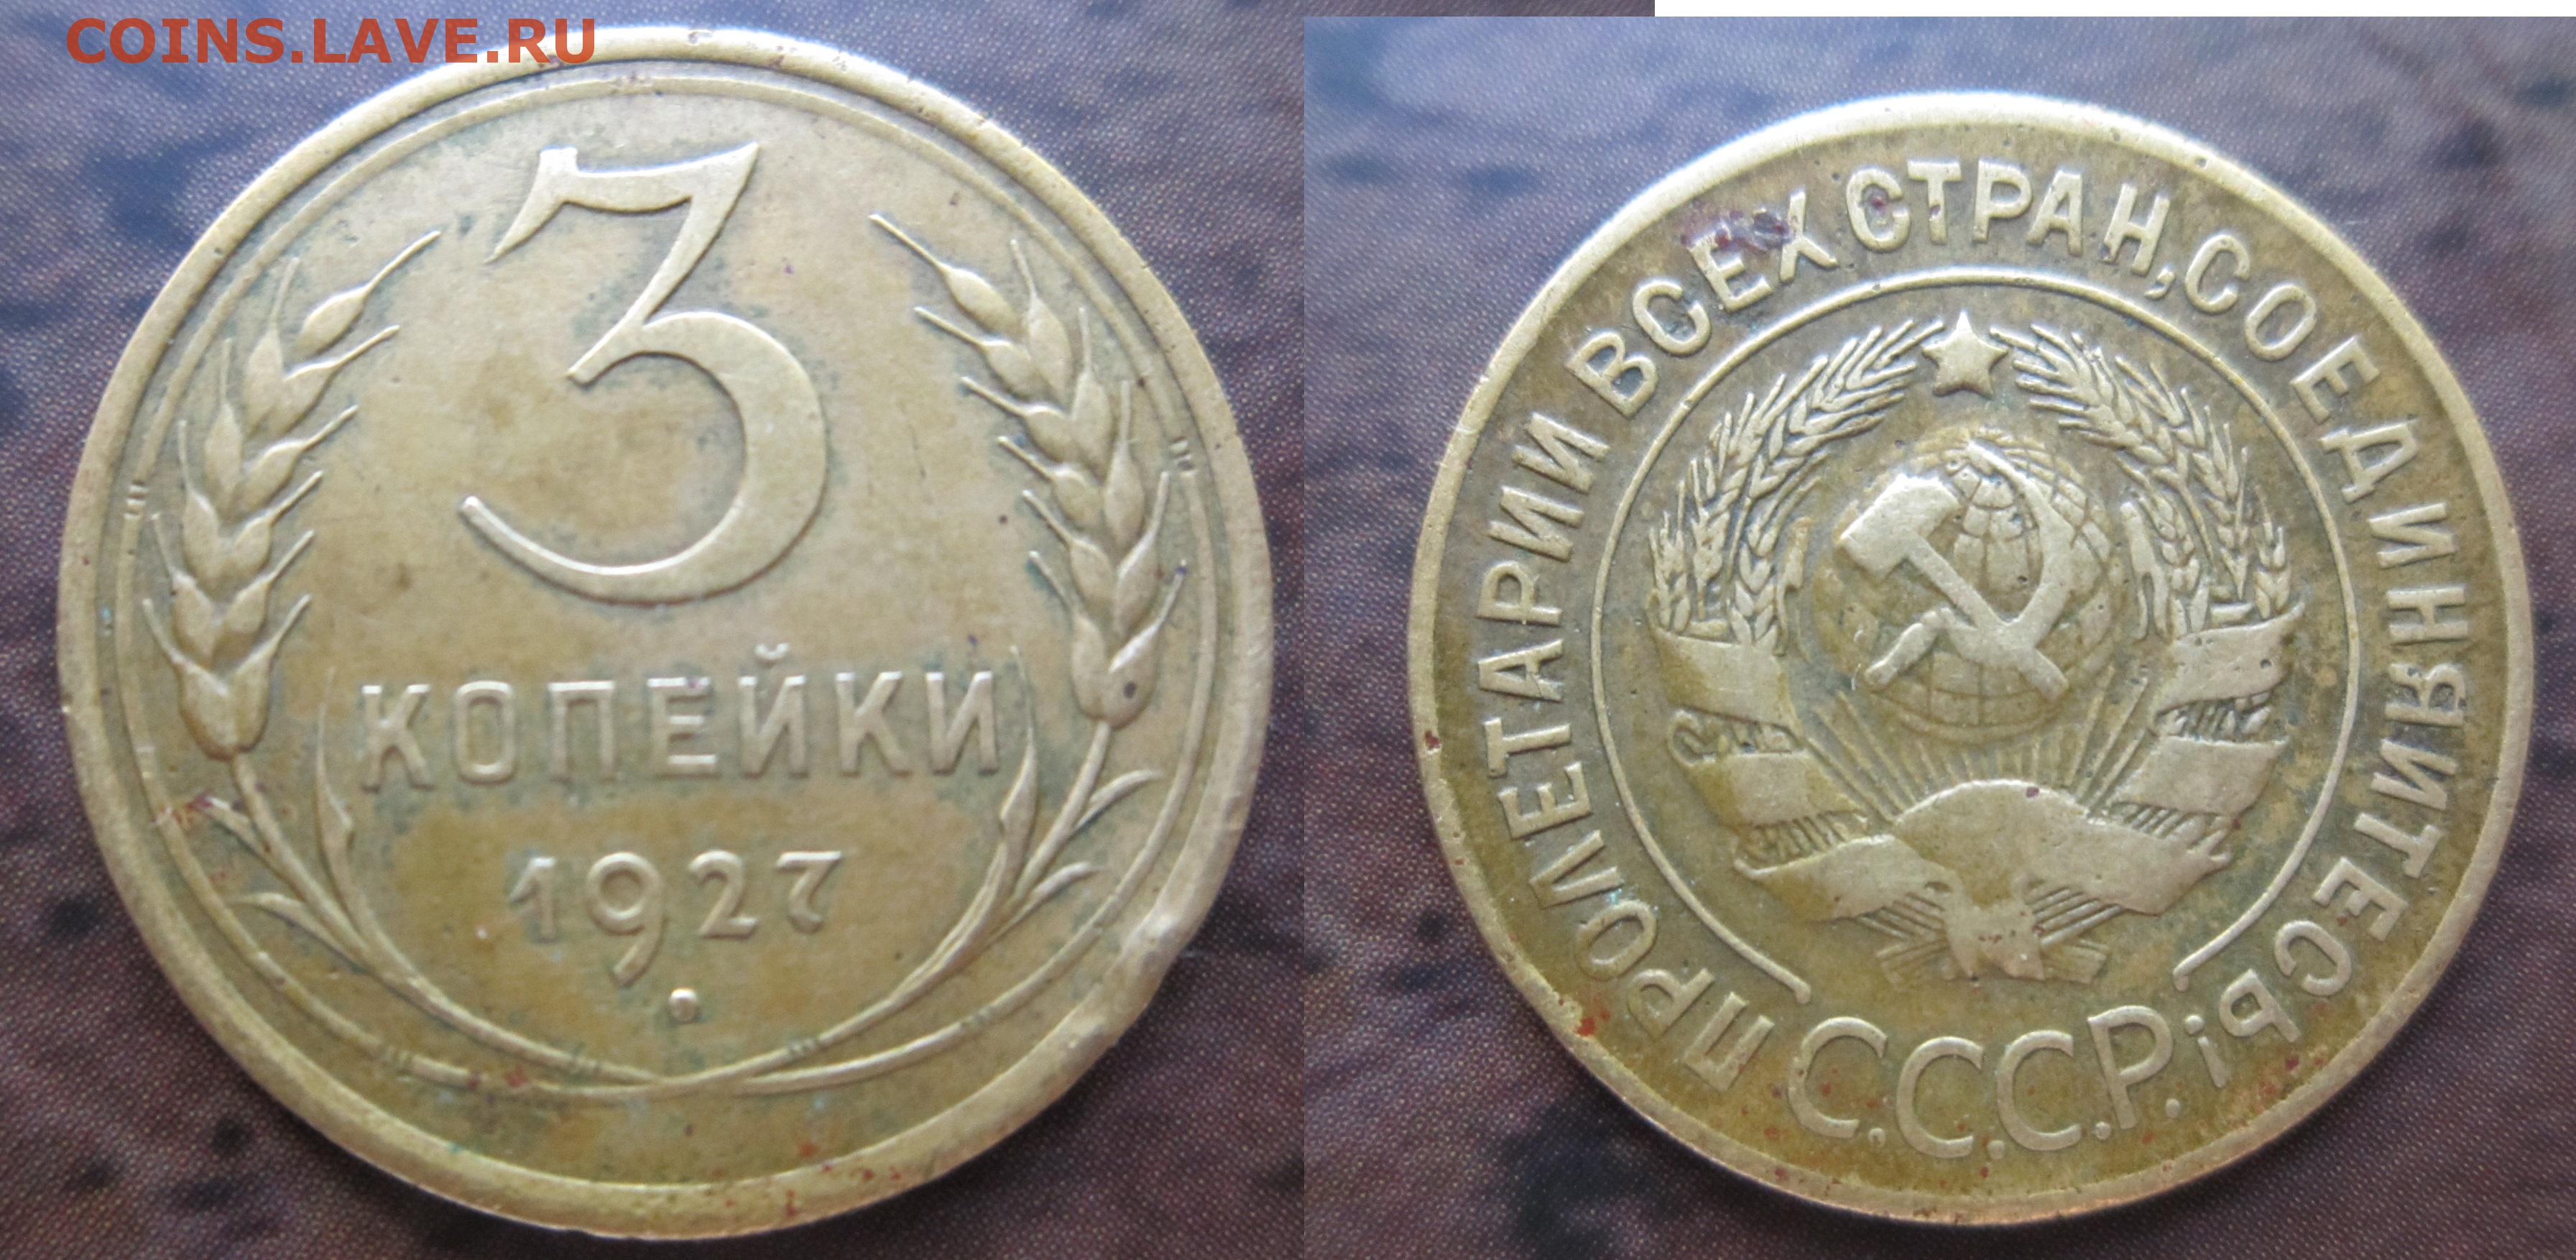 COINS.LAVE.RU
3
КОПЕЙКИ
1927
ПРОЛЕТАРИИ ВСЕХ СТРАН, СОЕДИНЯЙТЕСЬ!
С.С.С.Р.